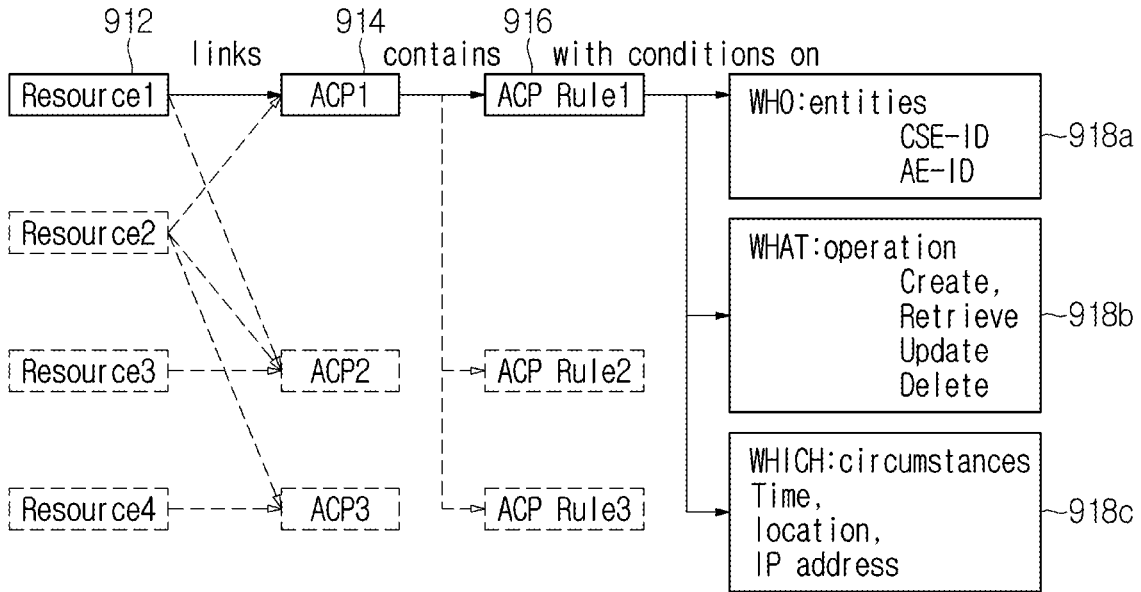 912
914
916
links
contains
with conditions on
Resource1
ACP1
ACP Rule1
WHO:entities
CSE-ID
AE-ID
918a
Resource2
WHAT:operation
Create,
Retrieve
Update
Delete
918b
Resource3
ACP2
ACP Rule2
WHICH:circumstances
Time,
location,
IP address
918c
Resource4
ACP3
ACP Rule3